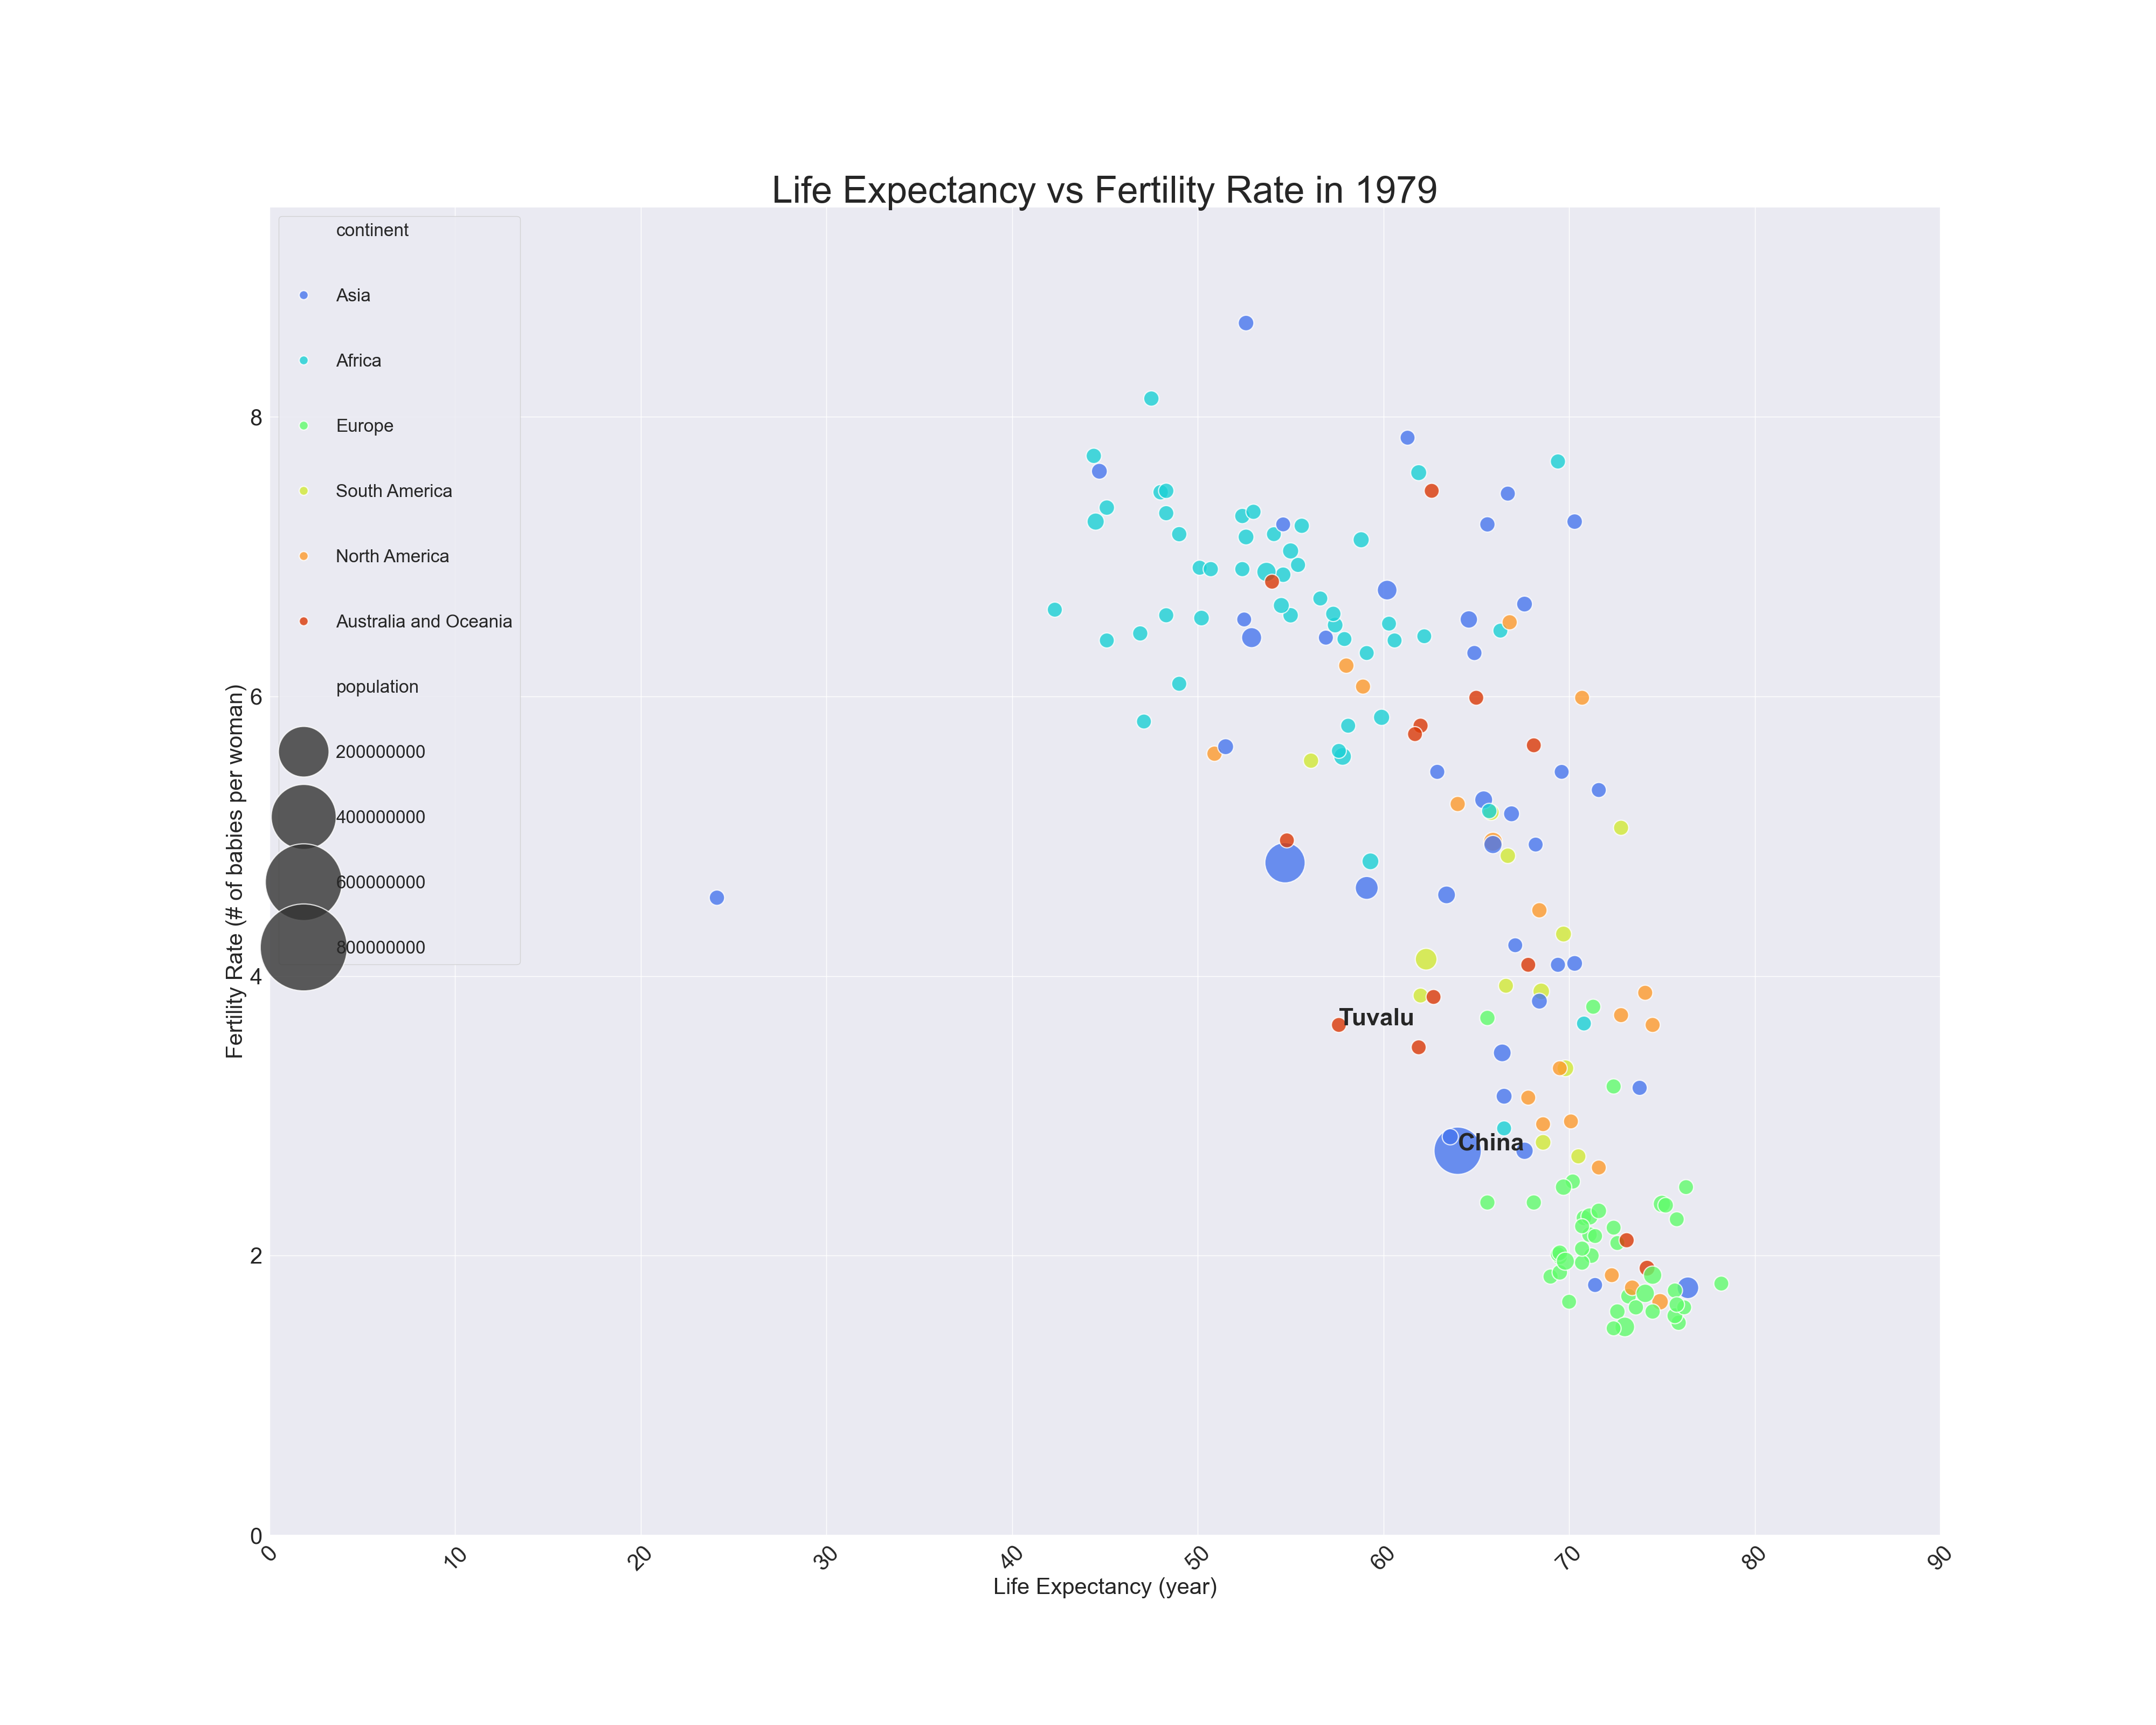 Life Expectancy vs Fertility Rate in 1979
continent
Asia
Africa
Europe
South America
North America
Australia and Oceania
population
200000000
400000000
600000000
800000000
Fertility Rate (# of babies per woman)
8
6
4
2
0
Tuvalu
China
0 10 20 30 40 50 60 70 80 90
Life Expectancy (year)